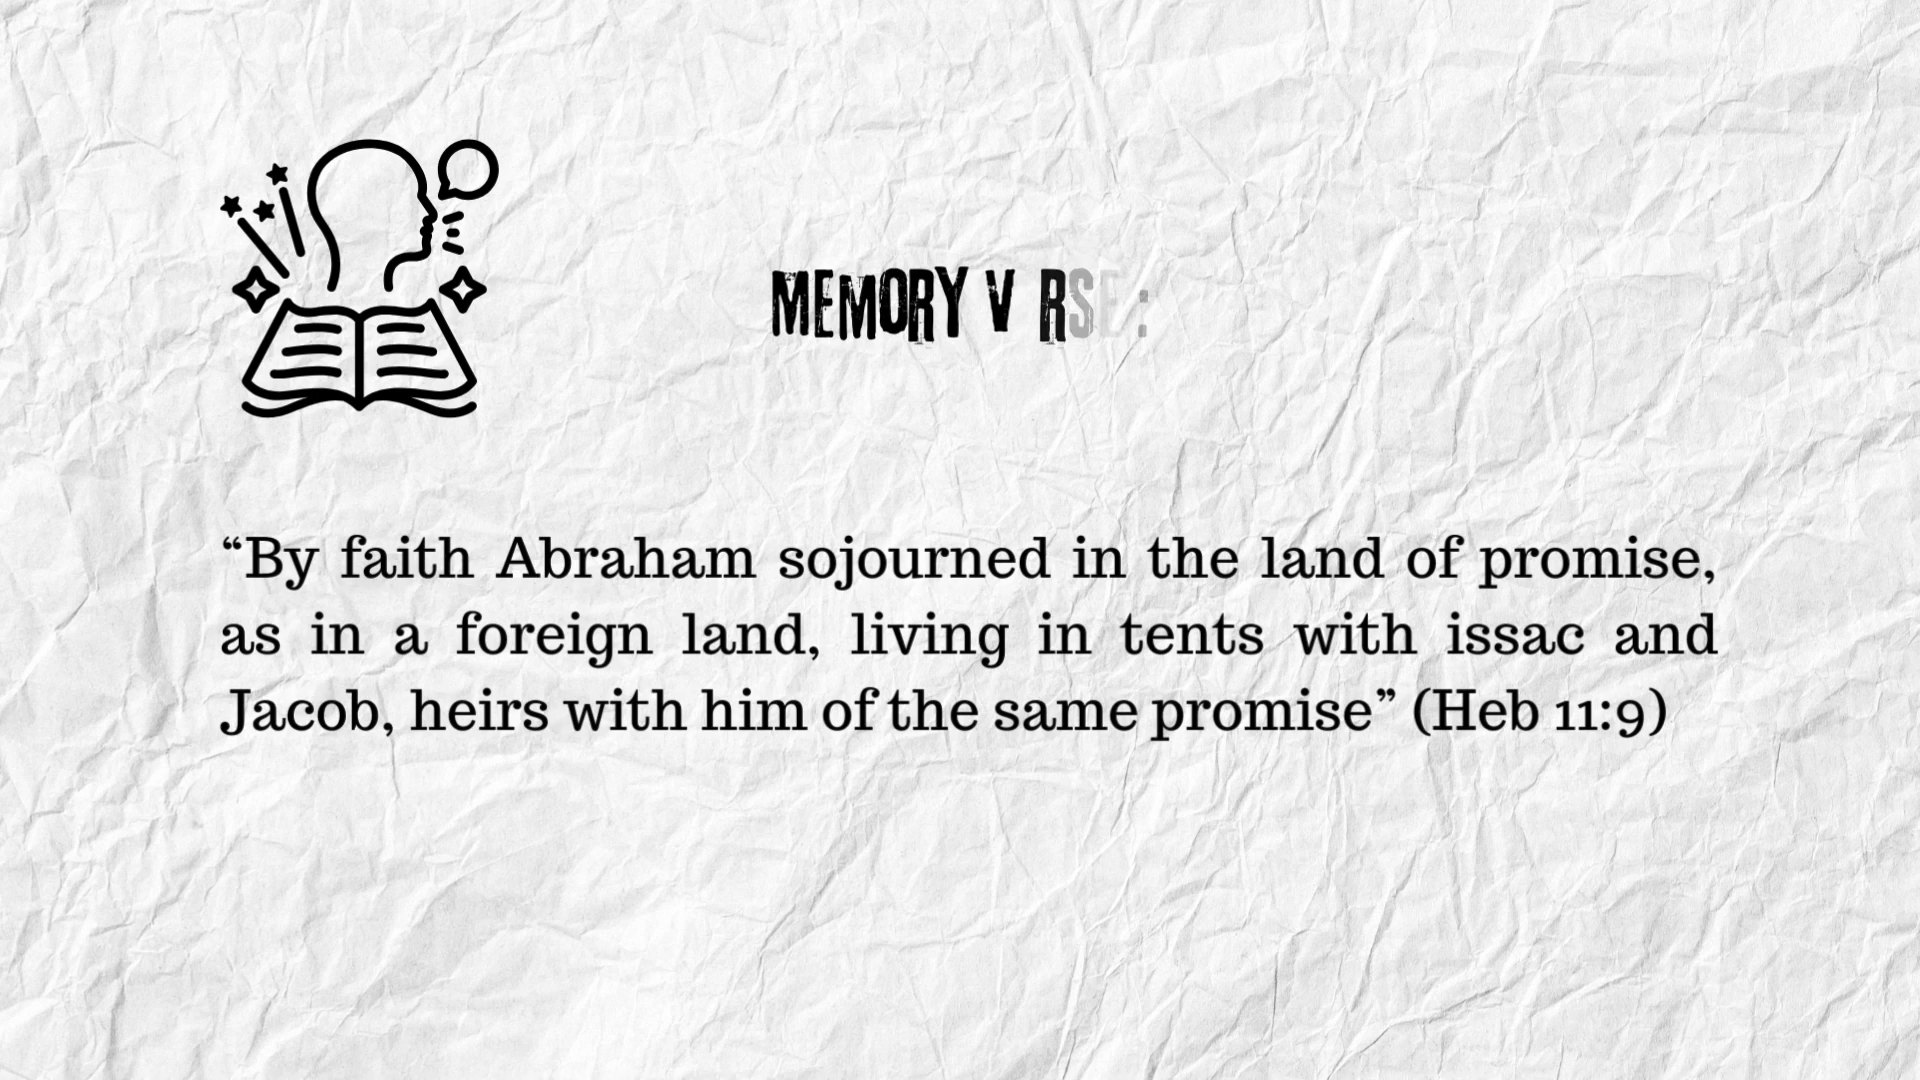 MEMORY V RSE :
“By faith Abraham sojourned in the land of promise,
as in a foreign land, living in tents with issac and
Jacob, heirs with him of the same promise” (Heb 11:9)